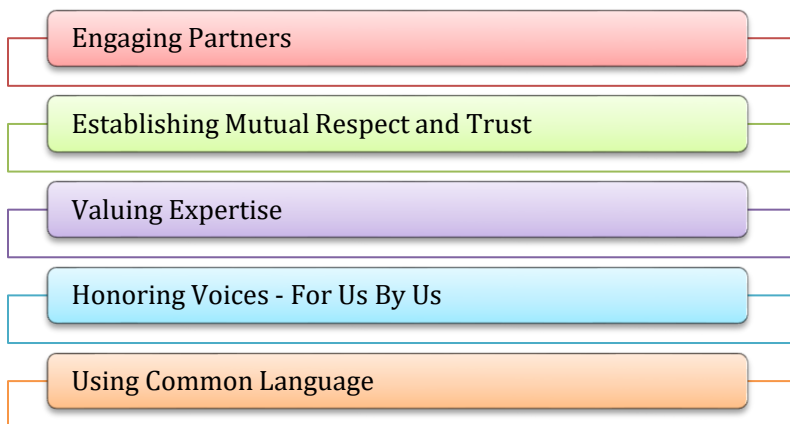 Engaging Partners
Establishing Mutual Respect and Trust
Valuing Expertise
Honoring Voices - For Us By Us
Using Common Language